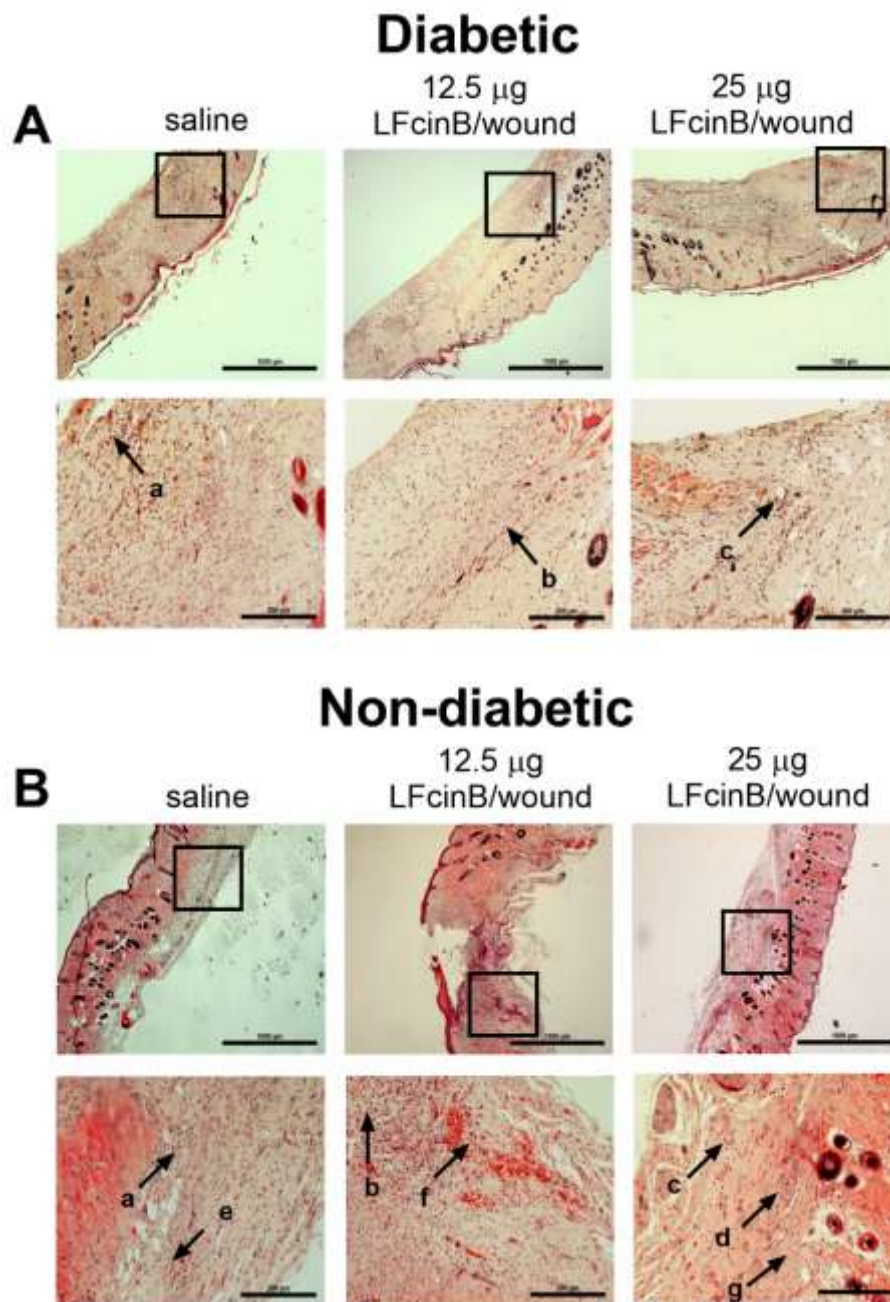 Diabetic
A
saline
12.5 μg
LFcinB/wound
25 μg
LFcinB/wound
a
b
c
Non-diabetic
B
saline
12.5 μg
LFcinB/wound
25 μg
LFcinB/wound
a
e
b
f
c
d
g